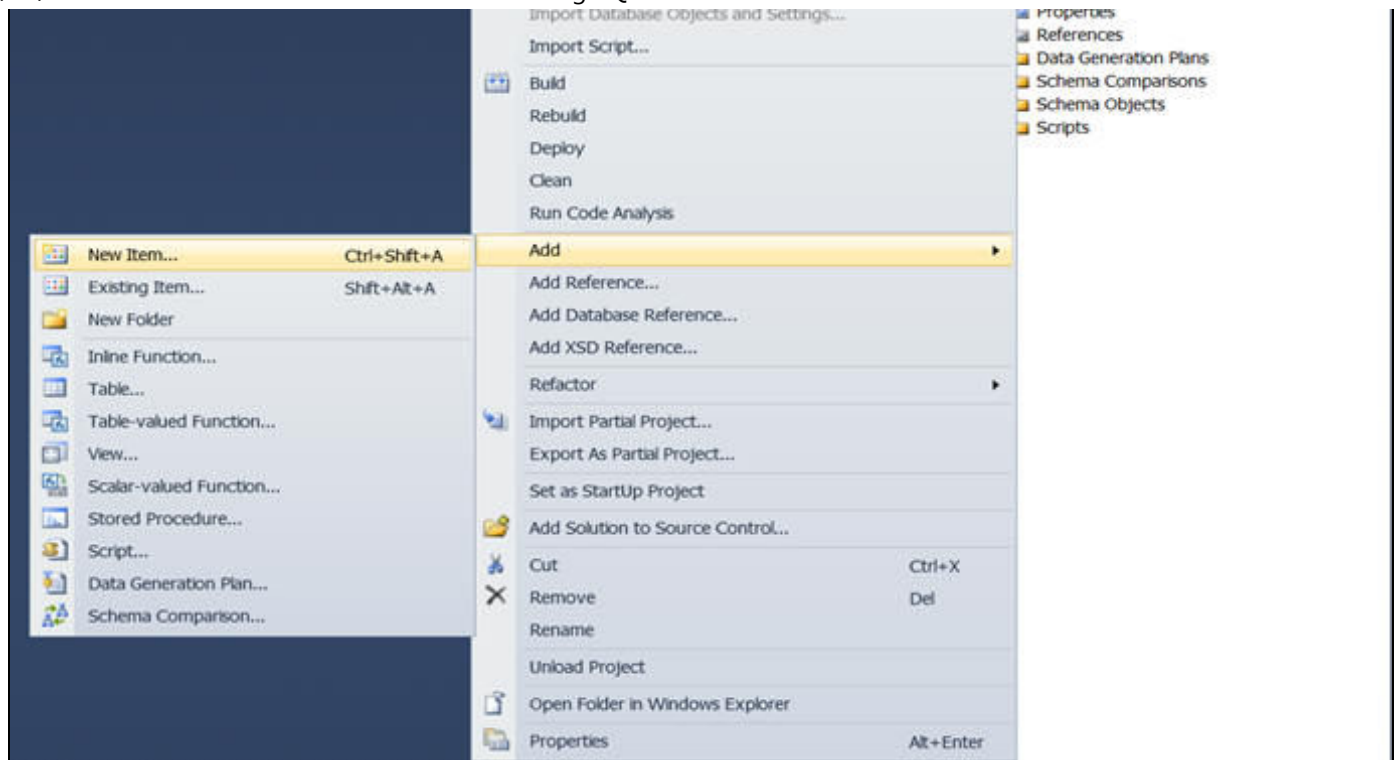 Import Database Objects and Settings...
Import Script...
Build
Rebuild
Deploy
Clean
Run Code Analysis
Add
Add Reference...
Add Database Reference...
Add XSD Reference...
Refactor
Import Partial Project...
Export As Partial Project...
Set as StartUp Project
Add Solution to Source Control...
Cut Ctrl+X
Remove Del
Rename
Unload Project
Open Folder in Windows Explorer
Properties Alt+Enter
New Item... Ctrl+Shift+A
Existing Item... Shift+Alt+A
New Folder
Inline Function...
Table...
Table-valued Function...
View...
Scalar-valued Function...
Stored Procedure...
Script...
Data Generation Plan...
Schema Comparison...
Properties
References
Data Generation Plans
Schema Comparisons
Schema Objects
Scripts